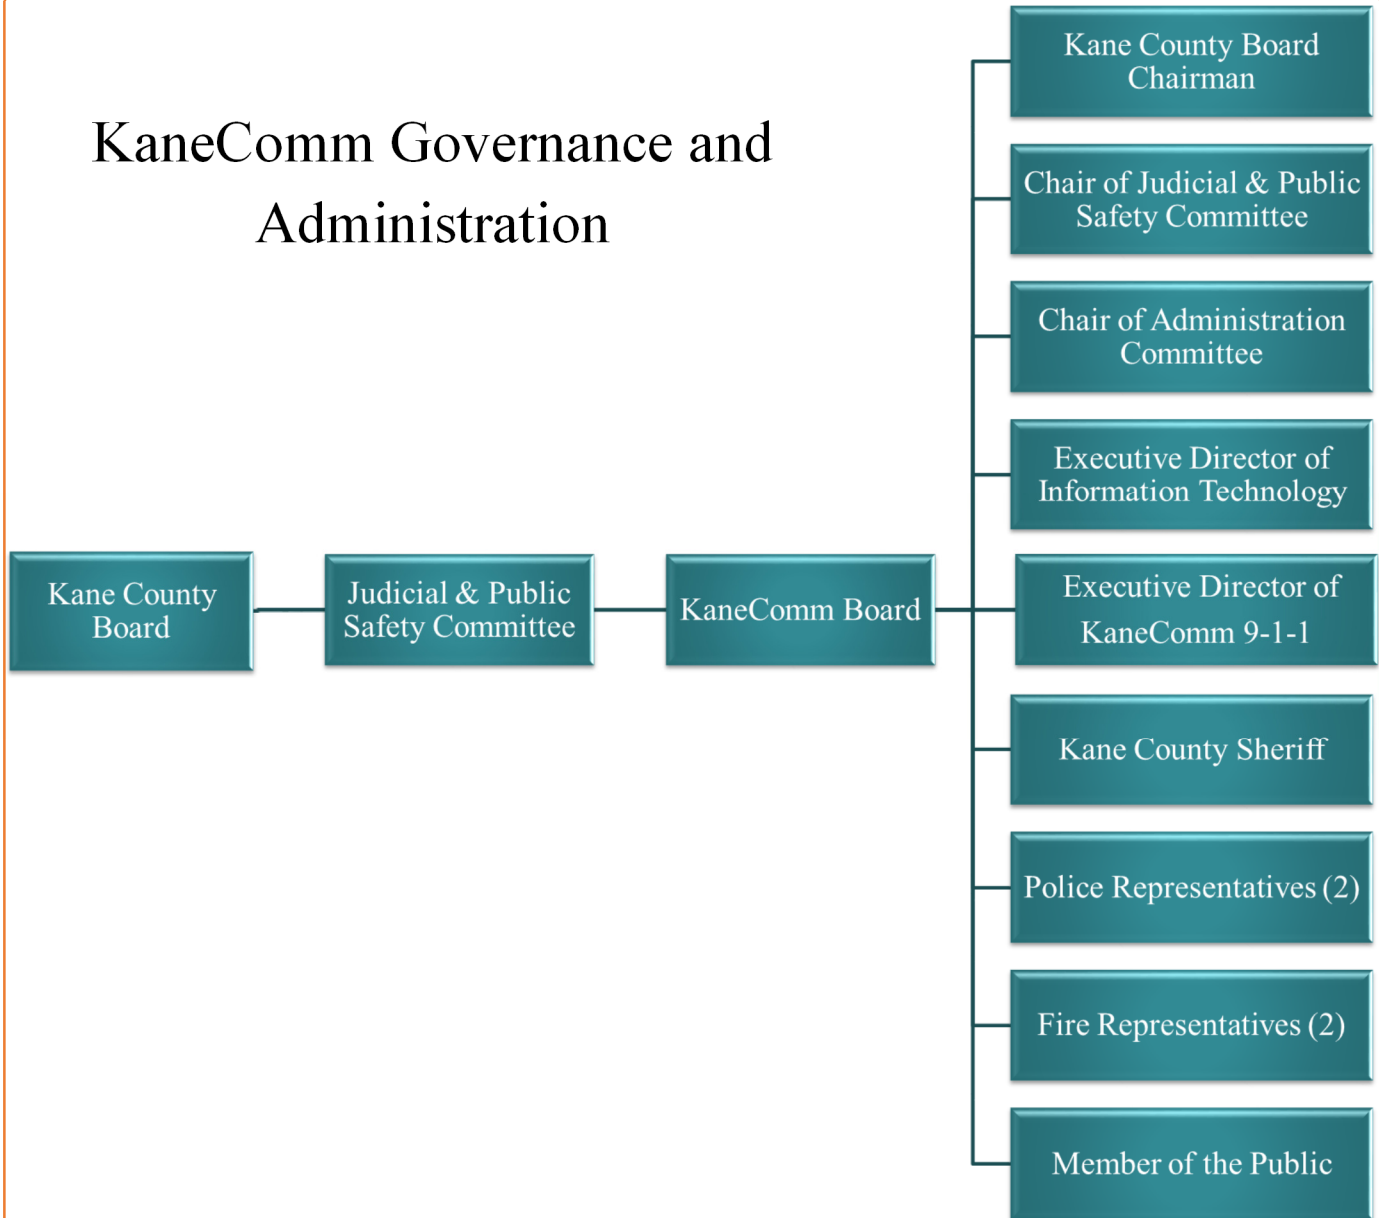 KaneComm Governance and
Administration
Kane County
Board
Judicial & Public
Safety Committee
KaneComm Board
Kane County Board
Chairman
Chair of Judicial & Public
Safety Committee
Chair of Administration
Committee
Executive Director of
Information Technology
Executive Director of
KaneComm 9-1-1
Kane County Sheriff
Police Representatives (2)
Fire Representatives (2)
Member of the Public